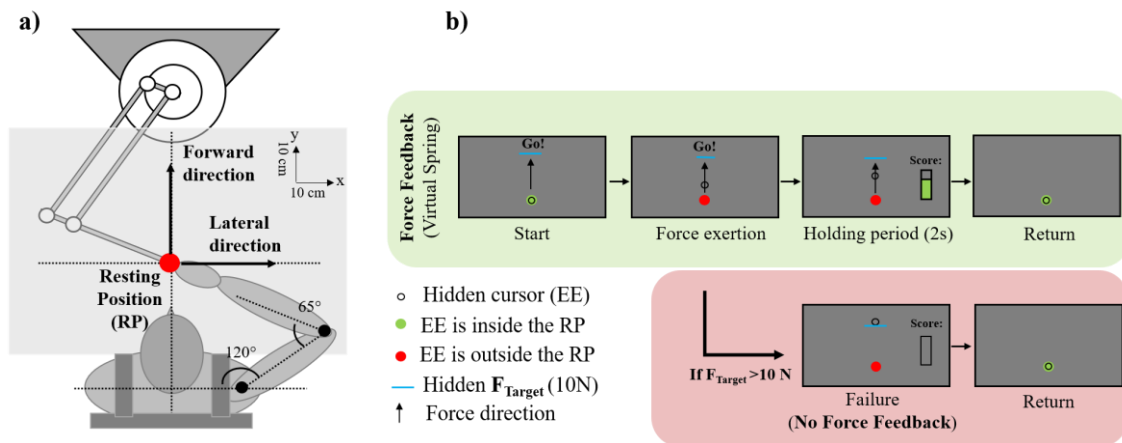 a)
y
10 cm
x
10 cm
Forward
direction
Lateral
direction
Resting
Position
(RP)
65°
120°
b)
Force Feedback
(Virtual Spring)
Go!
Start
Go!
Force exertion
Score:
Holding period (2s)
Return
Hidden cursor (EE)
EE is inside the RP
EE is outside the RP
Hidden F_Target (10N)
Force direction
If F_Target >10 N
Score:
Failure
(No Force Feedback)
Return